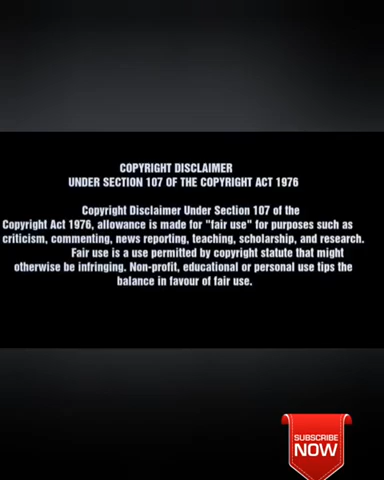 COPYRIGHT DISCLAIMER
UNDER SECTION 107 OF THE COPYRIGHT ACT 1976
Copyright Disclaimer Under Section 107 of the
Copyright Act 1976, allowance is made for "fair use" for purposes such as
criticism, commenting, news reporting, teaching, scholarship, and research.
Fair use is a use permitted by copyright statute that might
otherwise be infringing. Non-profit, educational or personal use tips the
balance in favour of fair use.
SUBSCRIBE
NOW